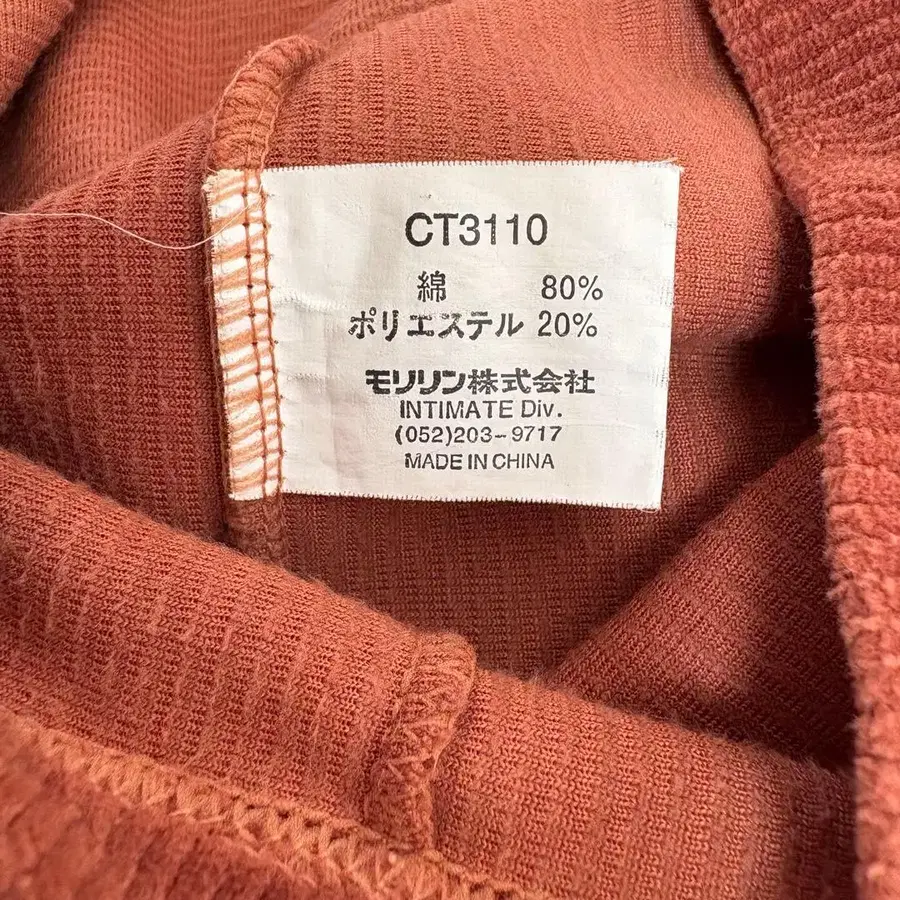 CT3110
綿 80%
ポリエステル 20%
モリリン株式会社
INTIMATE Div.
(052)203-9717
MADE IN CHINA